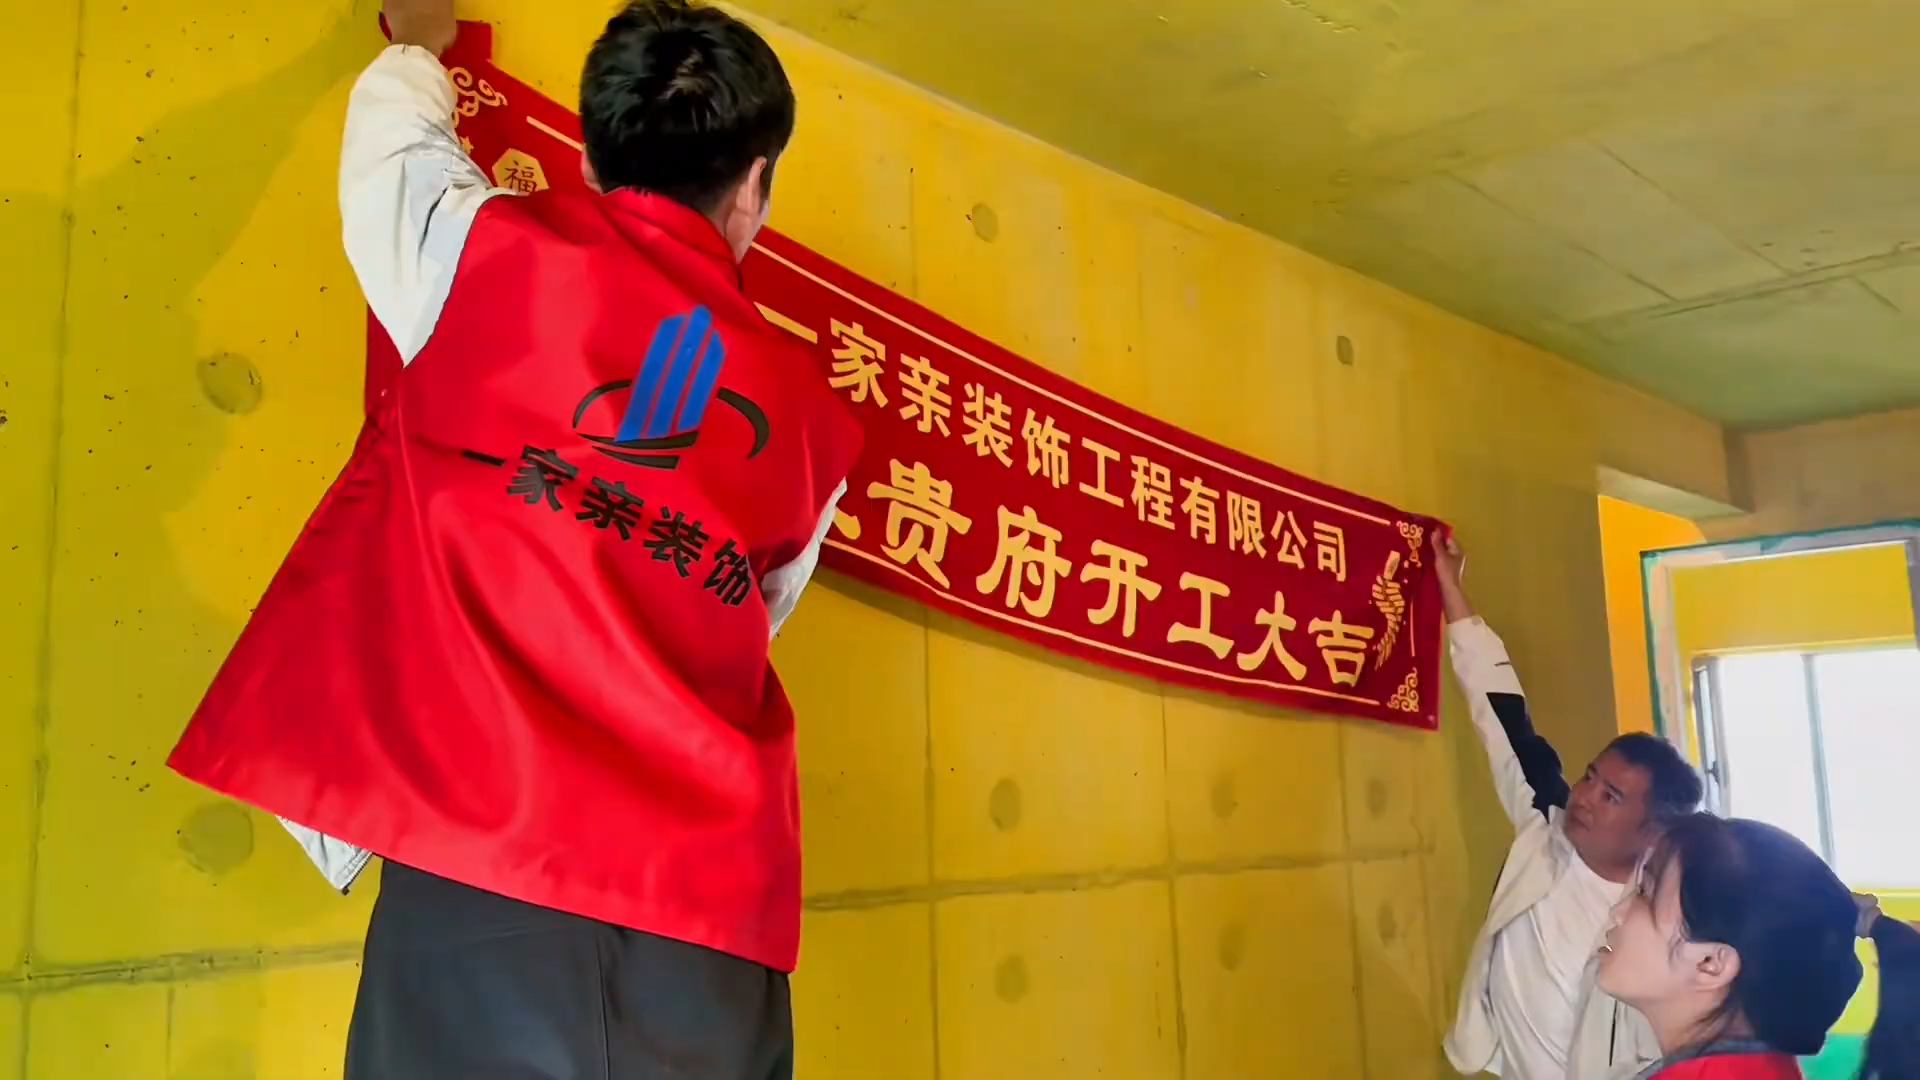 福
一家亲装饰工程有限公司
贵府开工大吉
一家亲装饰